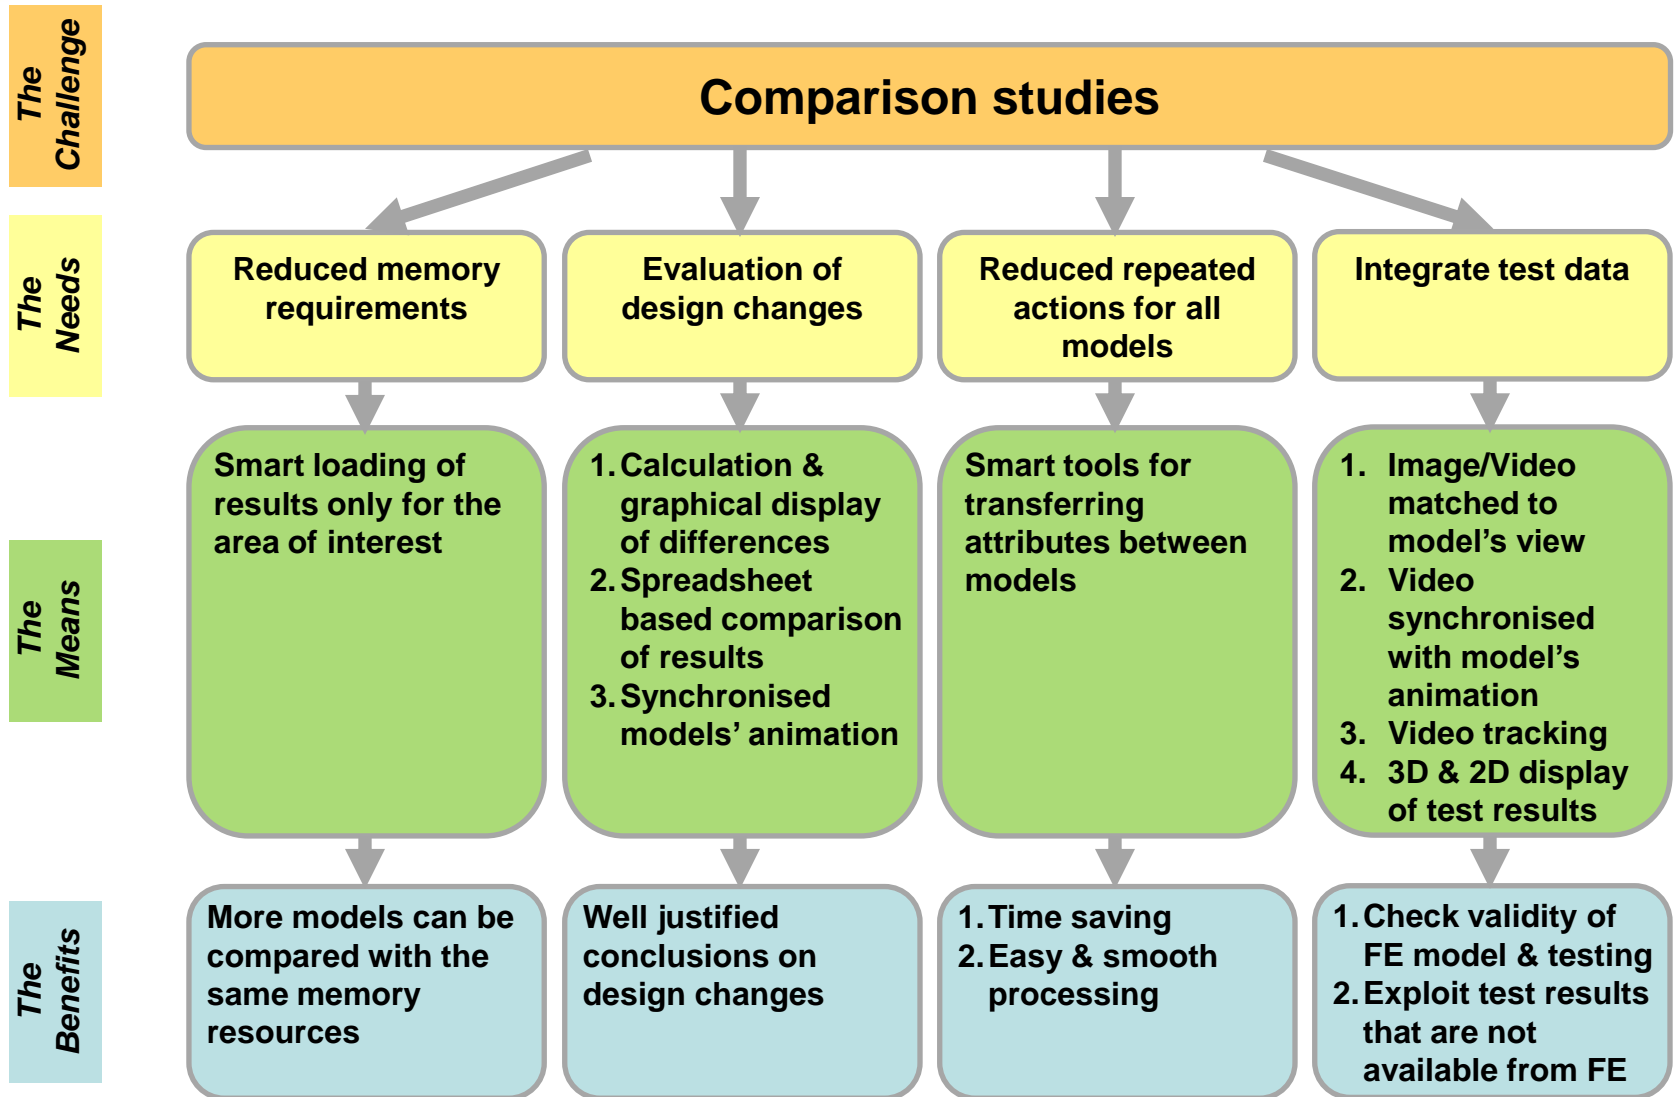 The
Challenge
Comparison studies
The
Needs
Reduced memory
requirements
Evaluation of
design changes
Reduced repeated
actions for all
models
Integrate test data
The
Means
Smart loading of
results only for the
area of interest
1. Calculation &
graphical display
of differences
2. Spreadsheet
based comparison
of results
3. Synchronised
models’ animation
Smart tools for
transferring
attributes between
models
1. Image/Video
matched to
model’s view
2. Video
synchronised
with model’s
animation
3. Video tracking
4. 3D & 2D display
of test results
The
Benefits
More models can be
compared with the
same memory
resources
Well justified
conclusions on
design changes
1. Time saving
2. Easy & smooth
processing
1. Check validity of
FE model & testing
2. Exploit test results
that are not
available from FE